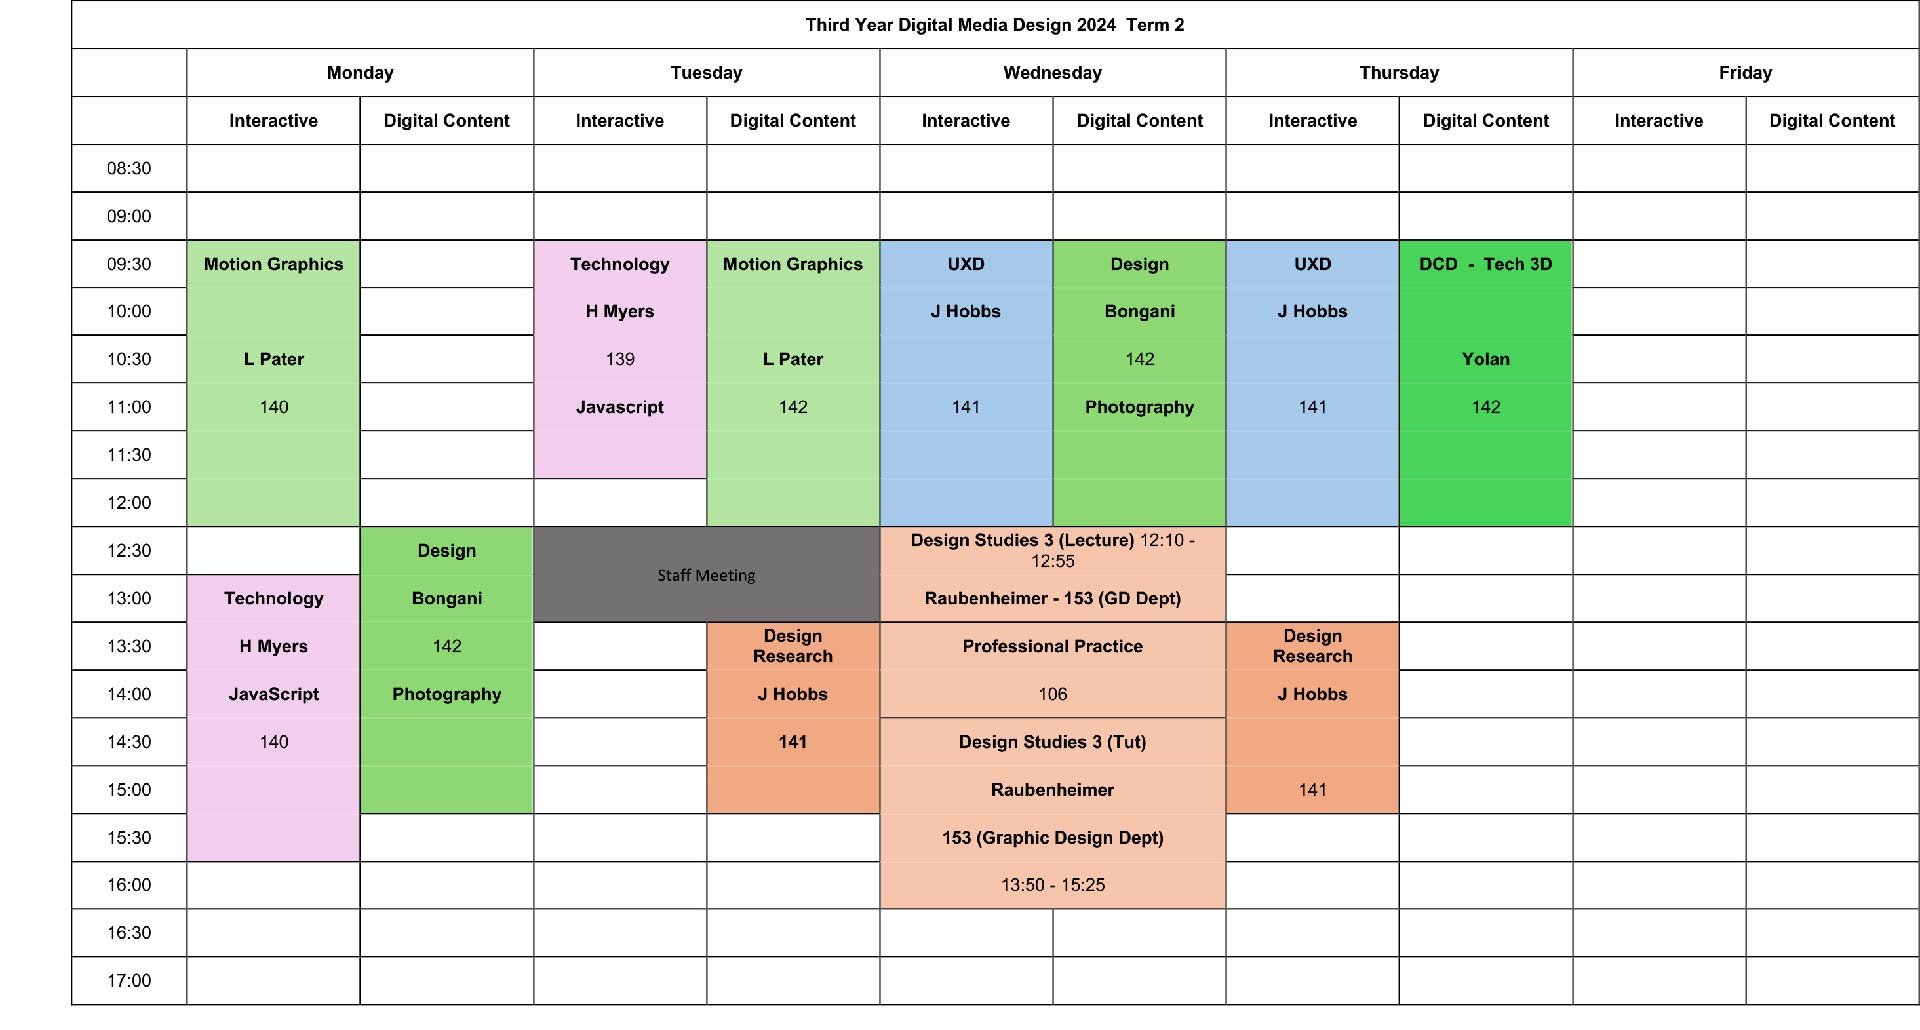 Third Year Digital Media Design 2024  Term 2
Monday Tuesday Wednesday Thursday Friday
Interactive Digital Content Interactive Digital Content Interactive Digital Content Interactive Digital Content Interactive Digital Content
08:30
09:00
09:30 Motion Graphics Technology Motion Graphics UXD Design UXD DCD  -  Tech 3D
10:00 H Myers J Hobbs Bongani J Hobbs
10:30 L Pater 139 L Pater 142 Yolan
11:00 140 Javascript 142 141 Photography 141 142
11:30
12:00
12:30 Design Staff Meeting Design Studies 3 (Lecture) 12:10 -
12:55
13:00 Technology Bongani Raubenheimer - 153 (GD Dept)
13:30 H Myers 142 Design Research Professional Practice Design Research
14:00 JavaScript Photography J Hobbs 106 J Hobbs
14:30 140 141 Design Studies 3 (Tut)
15:00 Raubenheimer 141
15:30 153 (Graphic Design Dept)
16:00 13:50 - 15:25
16:30
17:00